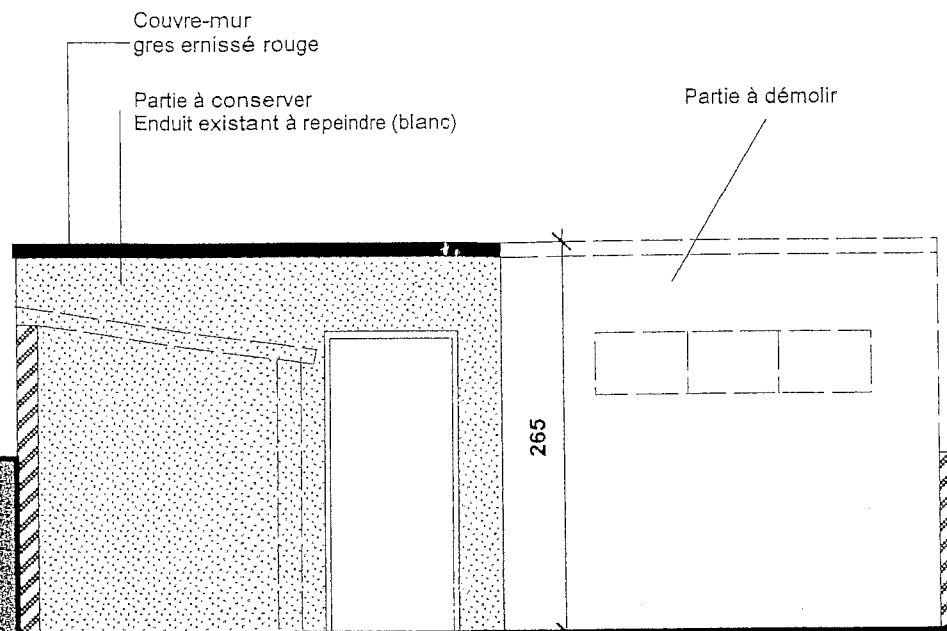 Couvre-mur
gres ernissé rouge
Partie à conserver
Enduit existant à repeindre (blanc)
Partie à démolir
265